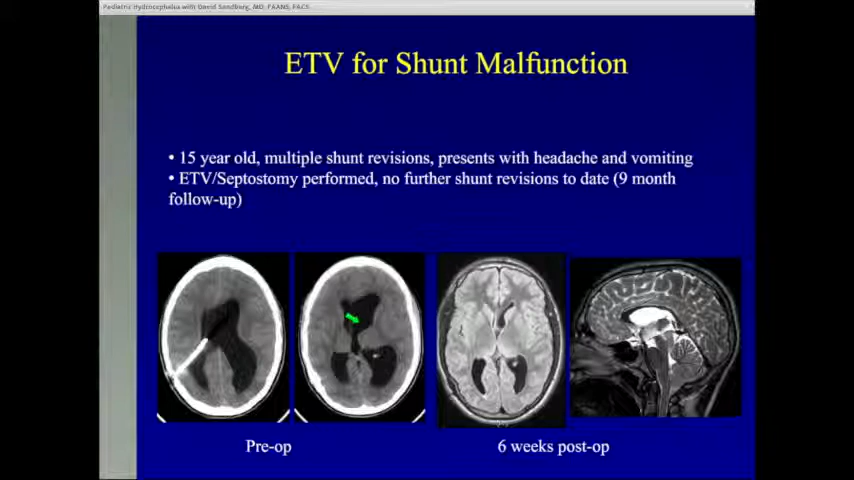 Pediatric Hydrocephalus with David Sandberg, MD, FAANS, FACS
ETV for Shunt Malfunction
• 15 year old, multiple shunt revisions, presents with headache and vomiting
• ETV/Septostomy performed, no further shunt revisions to date (9 month
follow-up)
Pre-op
6 weeks post-op